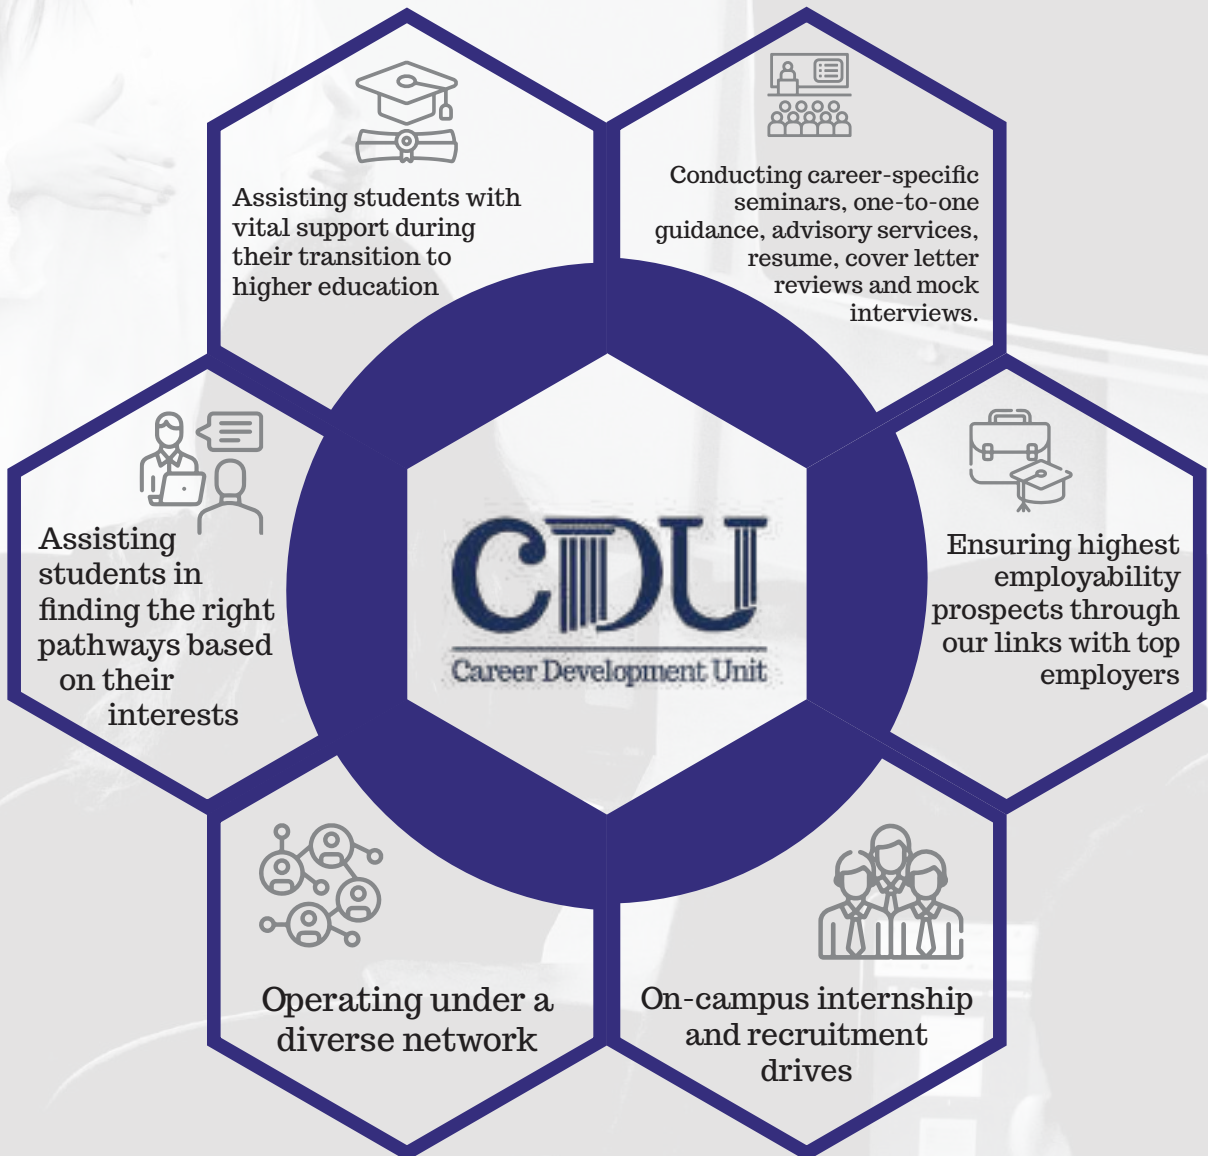 Assisting students with
vital support during
their transition to
higher education
Conducting career-specific
seminars, one-to-one
guidance, advisory services,
resume, cover letter
reviews and mock
interviews.
Assisting
students in
finding the right
pathways based
on their
interests
CDU
Career Development Unit
Ensuring highest
employability
prospects through
our links with top
employers
Operating under a
diverse network
On-campus internship
and recruitment
drives